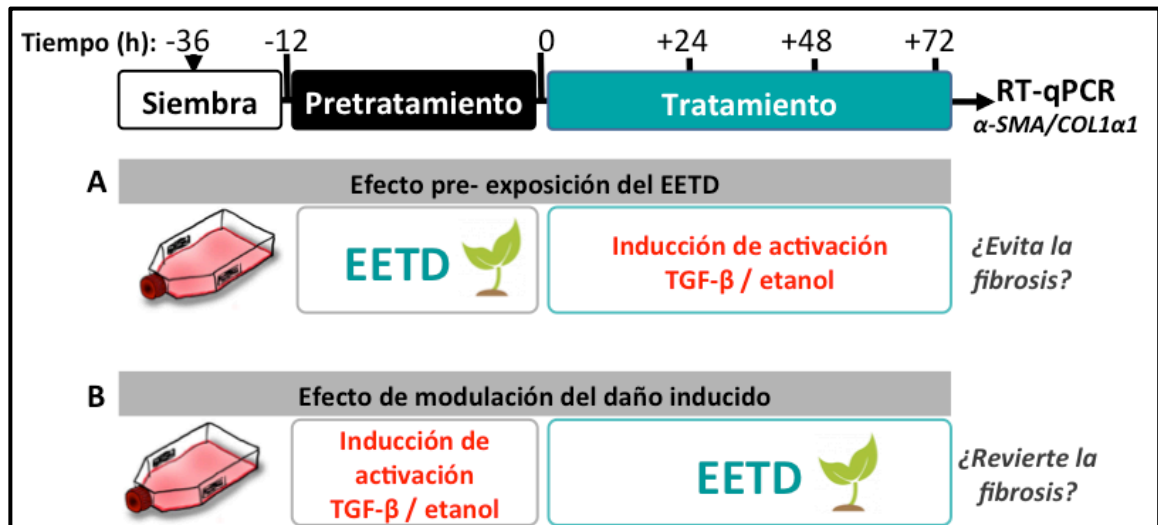 Tiempo (h): -36 -12 0 +24 +48 +72
Siembra Pretratamiento Tratamiento RT-qPCR
α-SMA/COL1α1
A Efecto pre- exposición del EETD
EETD
Inducción de activación
TGF-β / etanol
¿Evita la
fibrosis?
B Efecto de modulación del daño inducido
Inducción de
activación
TGF-β / etanol
EETD
¿Revierte la
fibrosis?